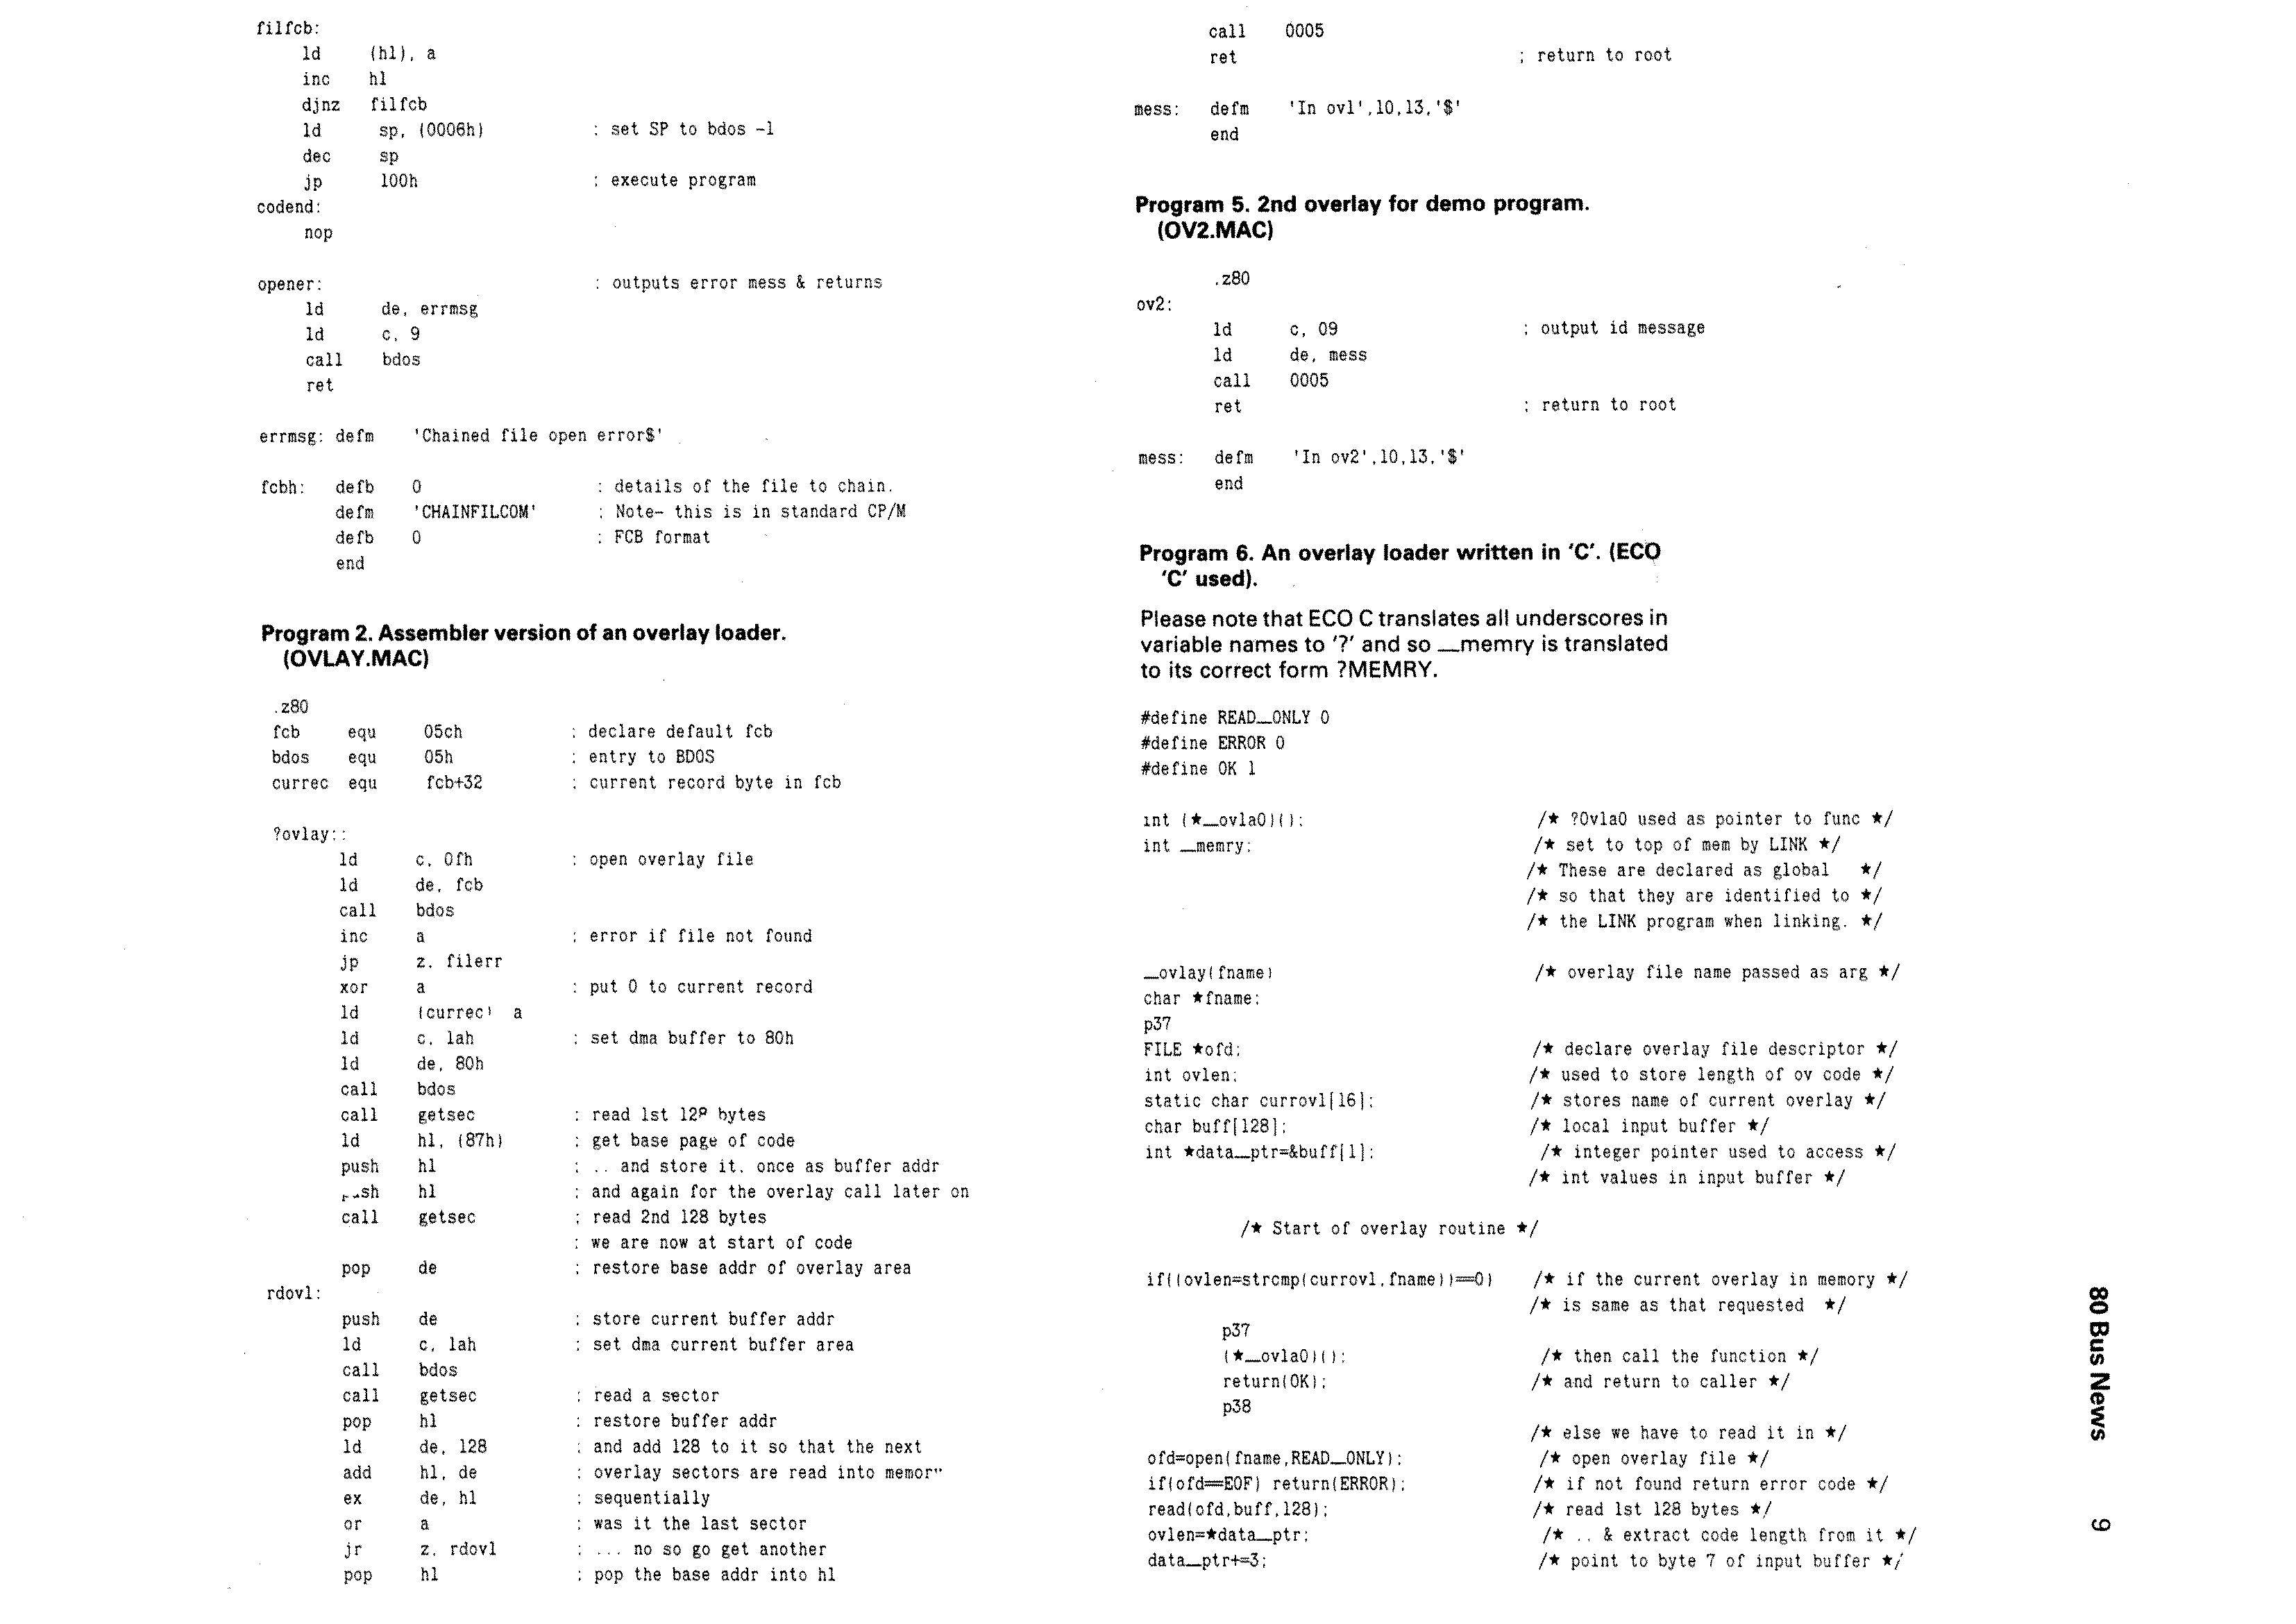 filfcb:
ld (hl), a
inc hl
djnz filfcb
ld sp, (0006h) ; set SP to bdos -1
dec sp
jp 100h ; execute program
codend:
nop
opener: ; outputs error mess & returns
ld de, errmsg
ld c, 9
call bdos
ret
errmsg: defm 'Chained file open error$'
fcbh: defb 0 ; details of the file to chain.
defm 'CHAINFILCOM' ; Note- this is in standard CP/M
defb 0 ; FCB format
end
Program 2. Assembler version of an overlay loader.
(OVLAY.MAC)
.z80
fcb equ 05ch ; declare default fcb
bdos equ 05h ; entry to BDOS
currec equ fcb+32 ; current record byte in fcb
?ovlay::
ld c, 0fh ; open overlay file
ld de, fcb
call bdos
inc a ; error if file not found
jp z, filerr
xor a ; put 0 to current record
ld (currec) a
ld c, 1ah ; set dma buffer to 80h
ld de, 80h
call bdos
call getsec ; read 1st 128 bytes
ld hl, (87h) ; get base page of code
push hl ; .. and store it, once as buffer addr
push hl ; and again for the overlay call later on
call getsec ; read 2nd 128 bytes
; we are now at start of code
pop de ; restore base addr of overlay area
rdovl:
push de ; store current buffer addr
ld c, 1ah ; set dma current buffer area
call bdos
call getsec ; read a sector
pop hl ; restore buffer addr
ld de, 128 ; and add 128 to it so that the next
add hl, de ; overlay sectors are read into memory
ex de, hl ; sequentially
or a ; was it the last sector
jr z, rdovl ; ... no so go get another
pop hl ; pop the base addr into hl
call 0005
ret ; return to root
mess: defm 'In ov1',10,13,'$'
end
Program 5. 2nd overlay for demo program.
(OV2.MAC)
.z80
ov2:
ld c, 09 ; output id message
ld de, mess
call 0005
ret ; return to root
mess: defm 'In ov2',10,13,'$'
end
Program 6. An overlay loader written in 'C'. (ECO
'C' used).
Please note that ECO C translates all underscores in
variable names to '?' and so _memry is translated
to its correct form ?MEMRY.
#define READ_ONLY 0
#define ERROR 0
#define OK 1
int (★_ovla0)(); /★ ?Ovla0 used as pointer to func ★/
int _memry; /★ set to top of mem by LINK ★/
/★ These are declared as global ★/
/★ so that they are identified to ★/
/★ the LINK program when linking. ★/
_ovlay(fname) /★ overlay file name passed as arg ★/
char ★fname;
p37
FILE ★ofd; /★ declare overlay file descriptor ★/
int ovlen; /★ used to store length of ov code ★/
static char currovl[16]; /★ stores name of current overlay ★/
char buff[128]; /★ local input buffer ★/
int ★data_ptr=&buff[1]; /★ integer pointer used to access ★/
/★ int values in input buffer ★/
/★ Start of overlay routine ★/
if((ovlen=strcmp(currovl,fname))==0) /★ if the current overlay in memory ★/
/★ is same as that requested ★/
p37
(★_ovla0)(); /★ then call the function ★/
return(OK); /★ and return to caller ★/
p38
/★ else we have to read it in ★/
ofd=open(fname,READ_ONLY); /★ open overlay file ★/
if(ofd==EOF) return(ERROR); /★ if not found return error code ★/
read(ofd,buff,128); /★ read 1st 128 bytes ★/
ovlen=★data_ptr; /★ .. & extract code length from it ★/
data_ptr+=3; /★ point to byte 7 of input buffer ★/
80 Bus News 9